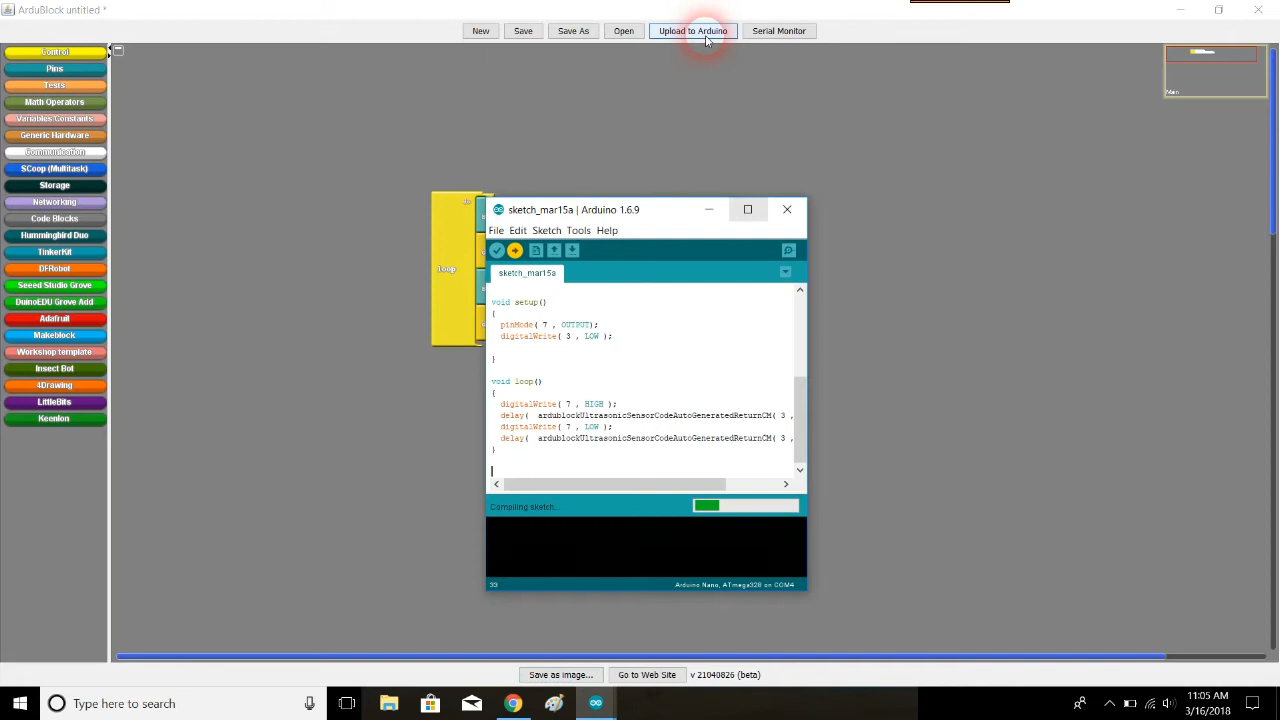 ArduBlock untitled *
New Save Save As Open Upload to Arduino Serial Monitor
Control
Pins
Tests
Math Operators
Variables/Constants
Generic Hardware
Communication
SCoop (Multitask)
Storage
Networking
Code Blocks
Hummingbird Duo
TinkerKit
DFRobot
Seeed Studio Grove
DuinoEDU Grove Add
Adafruit
Makeblock
Workshop template
Insect Bot
4Drawing
LittleBits
Keenlon
Main
do
loop
sketch_mar15a | Arduino 1.6.9
File Edit Sketch Tools Help
sketch_mar15a
void setup()
{
pinMode( 7 , OUTPUT);
digitalWrite( 3 , LOW );
}
void loop()
{
digitalWrite( 7 , HIGH );
delay( ardublockUltrasonicSensorCodeAutoGeneratedReturnCM( 3 ,
digitalWrite( 7 , LOW );
delay( ardublockUltrasonicSensorCodeAutoGeneratedReturnCM( 3 ,
}
Compiling sketch...
33 Arduino Nano, ATmega328 on COM4
Save as image... Go to Web Site v 21040826 (beta)
Type here to search
11:05 AM
3/16/2018